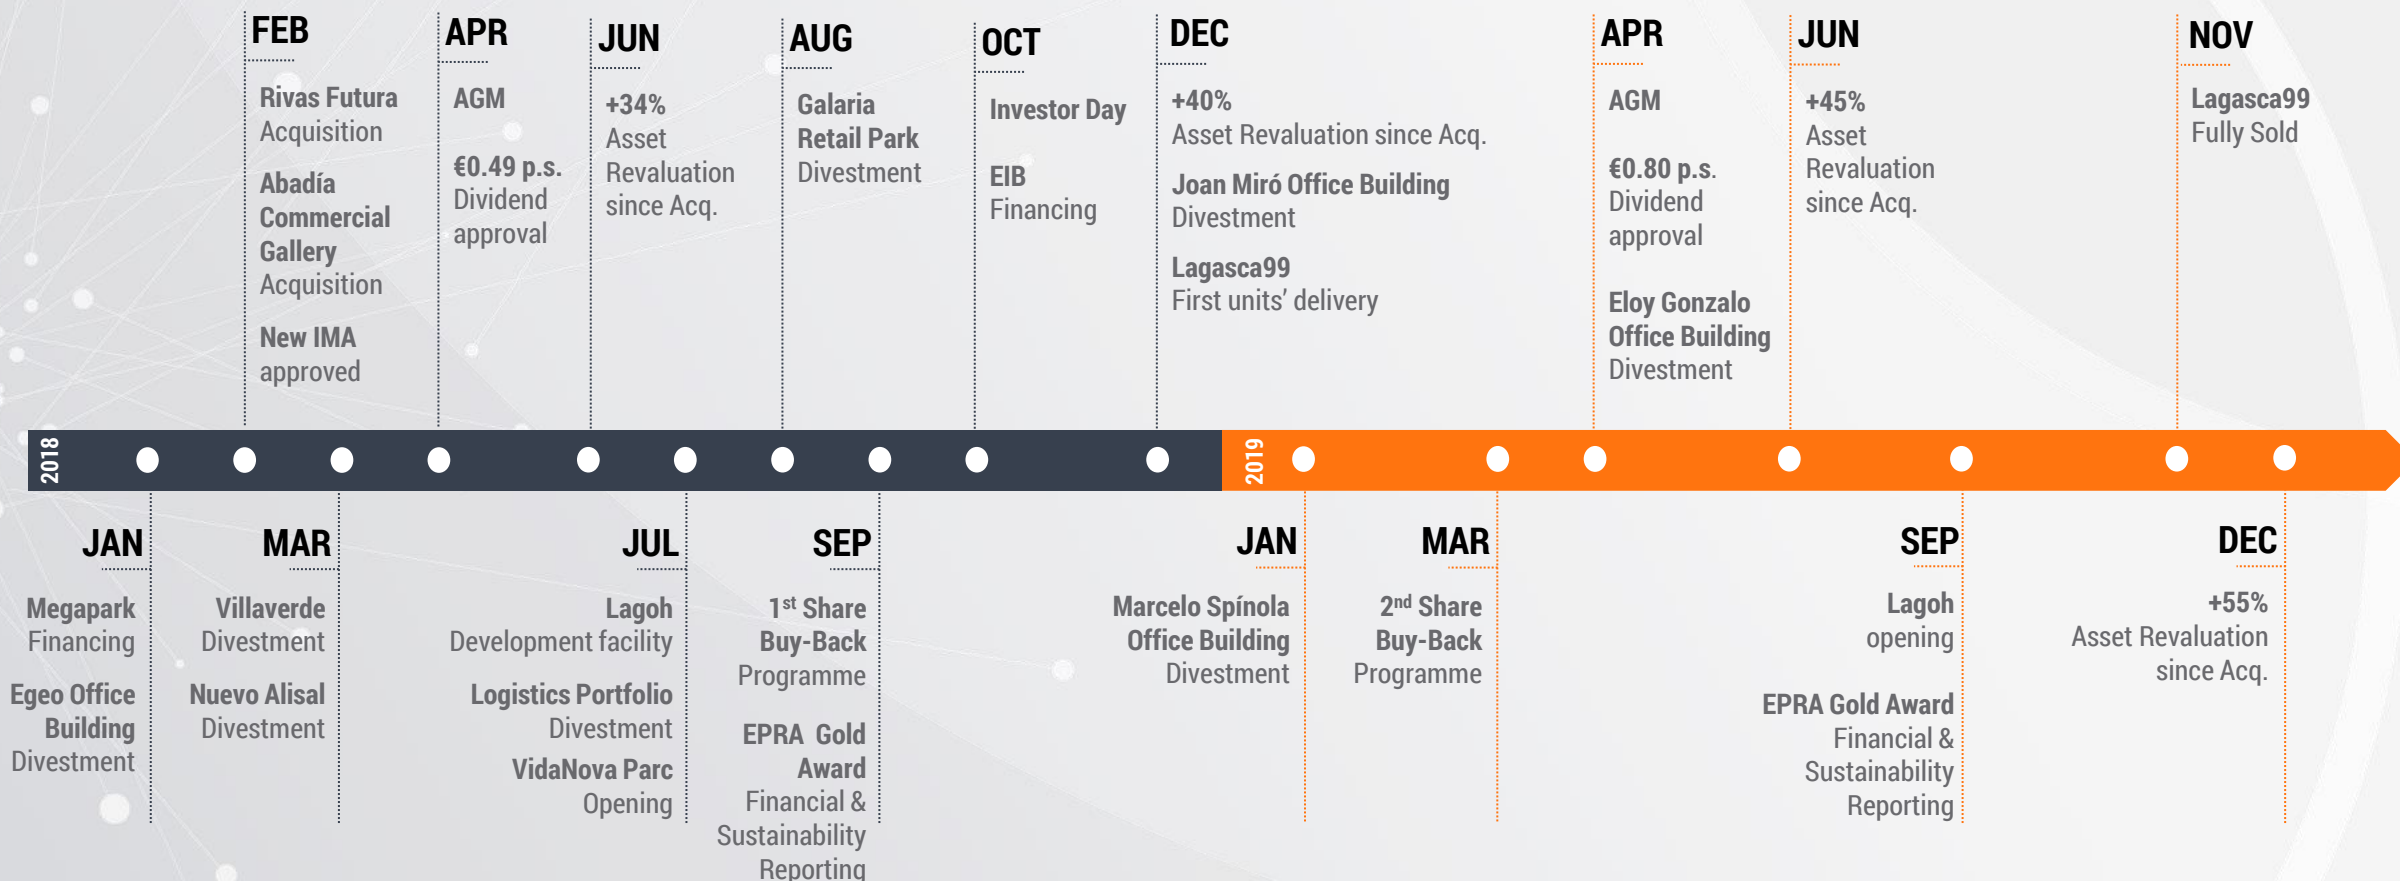 FEB
Rivas Futura
Acquisition
Abadía
Commercial
Gallery
Acquisition
New IMA
approved
APR
AGM
€0.49 p.s.
Dividend
approval
JUN
+34%
Asset
Revaluation
since Acq.
AUG
Galaria
Retail Park
Divestment
OCT
Investor Day
EIB
Financing
DEC
+40%
Asset Revaluation since Acq.
Joan Miró Office Building
Divestment
Lagasca99
First units’ delivery
APR
AGM
€0.80 p.s.
Dividend
approval
Eloy Gonzalo
Office Building
Divestment
JUN
+45%
Asset
Revaluation
since Acq.
NOV
Lagasca99
Fully Sold
2018
2019
JAN
Megapark
Financing
Egeo Office
Building
Divestment
MAR
Villaverde
Divestment
Nuevo Alisal
Divestment
JUL
Lagoh
Development facility
Logistics Portfolio
Divestment
VidaNova Parc
Opening
SEP
1st Share
Buy-Back
Programme
EPRA Gold
Award
Financial &
Sustainability
Reporting
JAN
Marcelo Spínola
Office Building
Divestment
MAR
2nd Share
Buy-Back
Programme
SEP
Lagoh
opening
EPRA Gold Award
Financial &
Sustainability
Reporting
DEC
+55%
Asset Revaluation
since Acq.